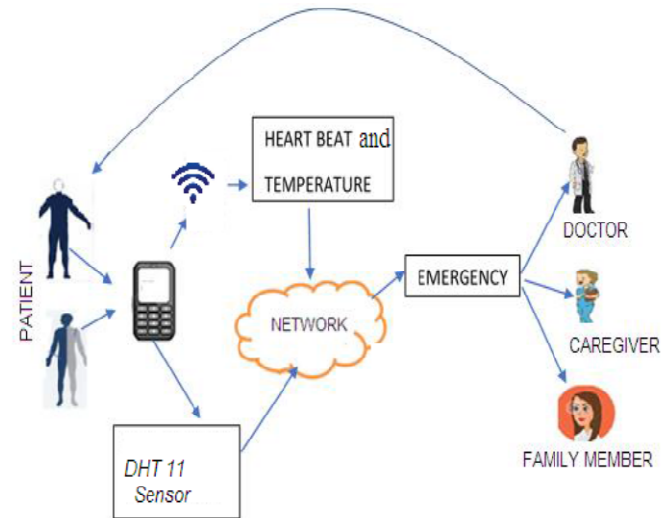 HEART BEAT and
TEMPERATURE
DOCTOR
PATIENT
EMERGENCY
NETWORK
CAREGIVER
DHT 11
Sensor
FAMILY MEMBER